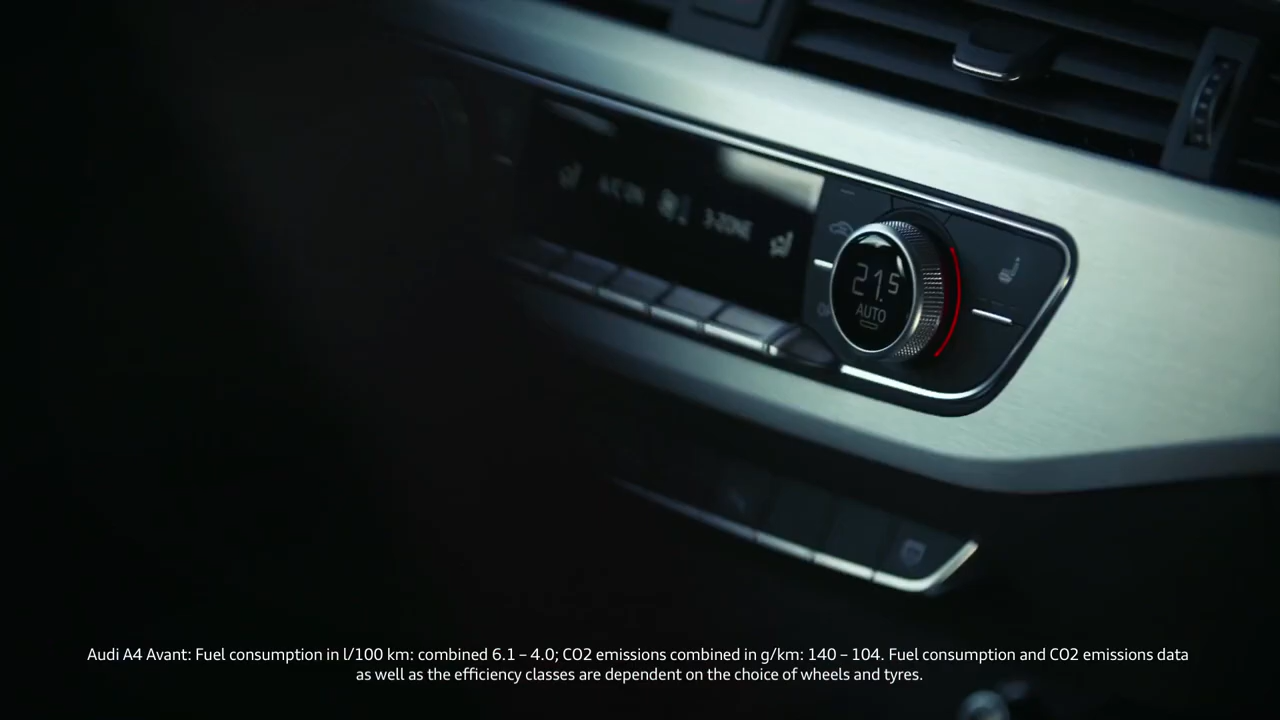 A/C ON
3-ZONE
21.5
AUTO
Audi A4 Avant: Fuel consumption in l/100 km: combined 6.1 – 4.0; CO2 emissions combined in g/km: 140 – 104. Fuel consumption and CO2 emissions data
as well as the efficiency classes are dependent on the choice of wheels and tyres.